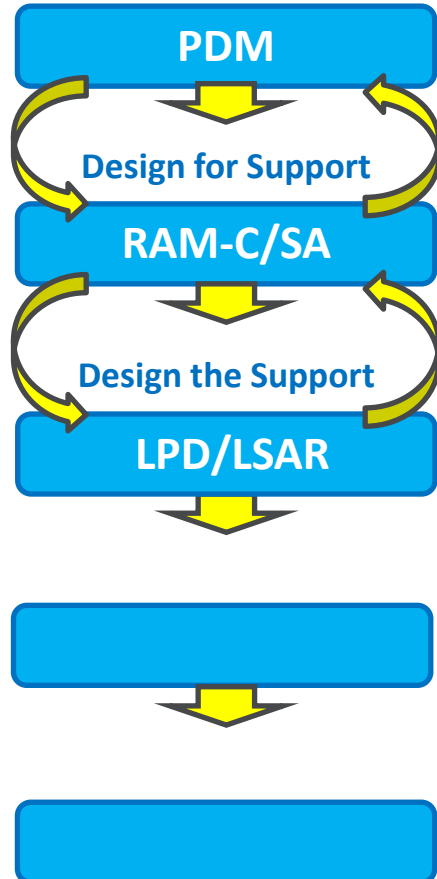 PDM
Design for Support
RAM-C/SA
Design the Support
LPD/LSAR